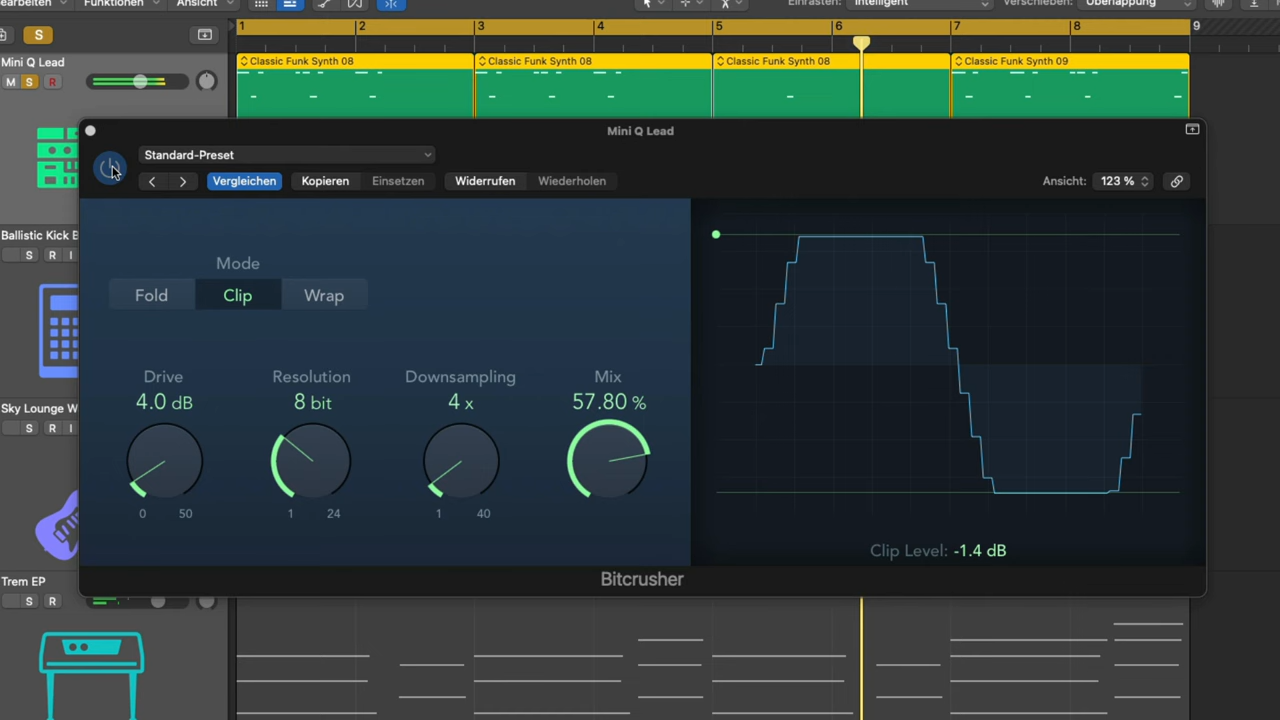 Bearbeiten Funktionen Ansicht Einrasten: Intelligent Verschieben: Überlappung
S
1 2 3 4 5 6 7 8 9
Mini Q Lead
Classic Funk Synth 08 Classic Funk Synth 08 Classic Funk Synth 08 Classic Funk Synth 09
M S R
Mini Q Lead
Standard-Preset
Vergleichen Kopieren Einsetzen Widerrufen Wiederholen Ansicht: 123 %
Ballistic Kick B
S R I
Mode
Fold Clip Wrap
Drive Resolution Downsampling Mix
4.0 dB 8 bit 4 x 57.80 %
0 50 1 24 1 40
Clip Level: -1.4 dB
Bitcrusher
Sky Lounge W
S R I
Trem EP
S R